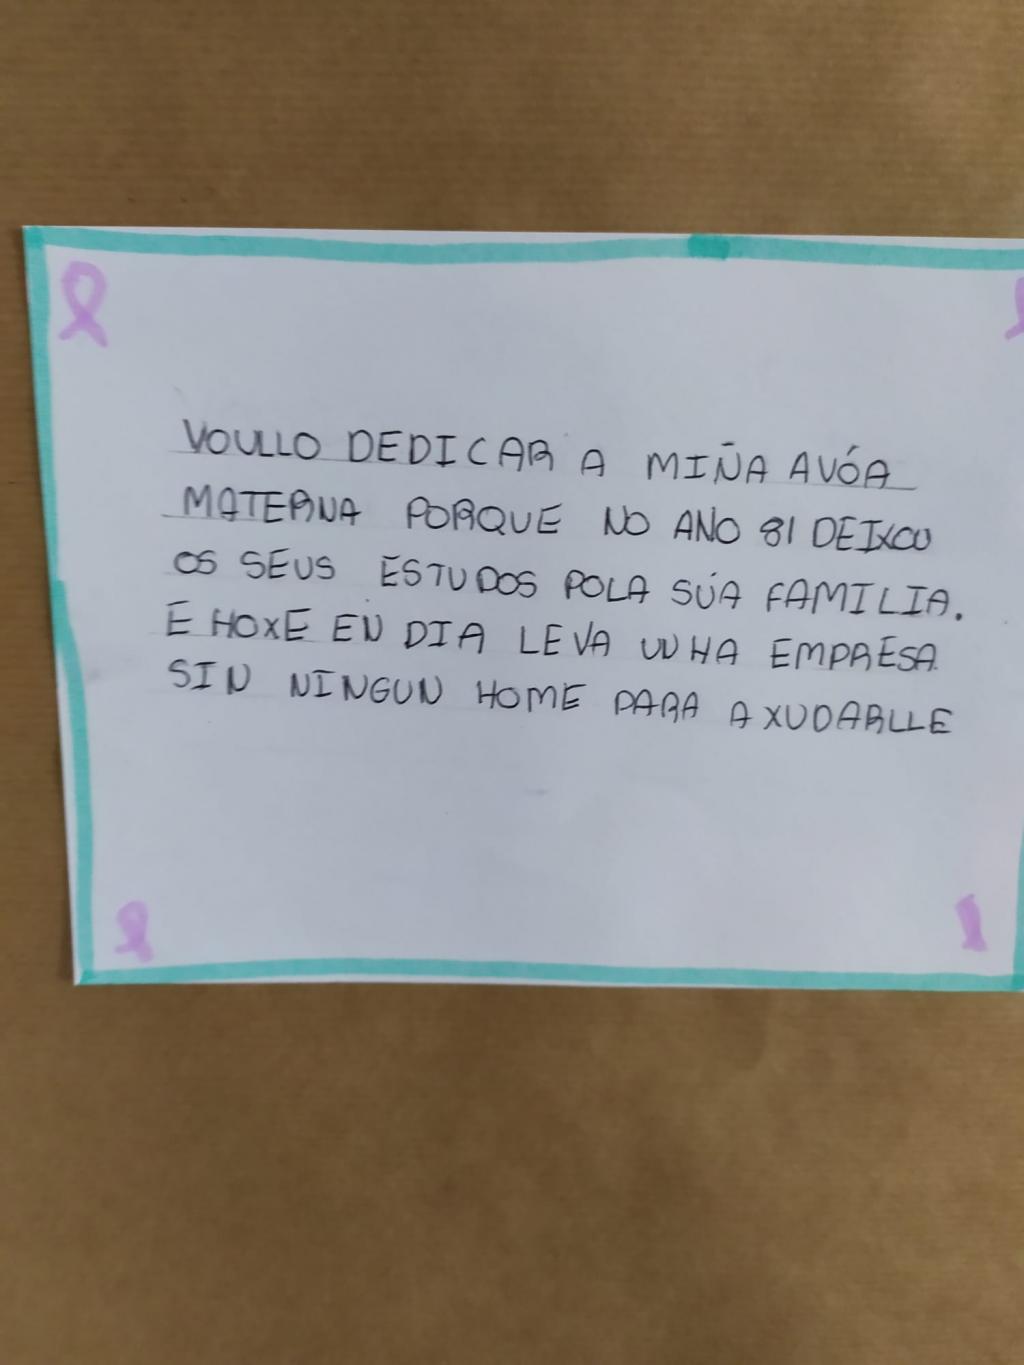 VOULLO DEDICAR A MIÑA AVÓA
MATERNA PORQUE NO ANO 81 DEIXOU
OS SEUS ESTUDOS POLA SÚA FAMILIA.
E HOXE EN DIA LEVA UNHA EMPRESA
SIN NINGUN HOME PARA AXUDARLLE